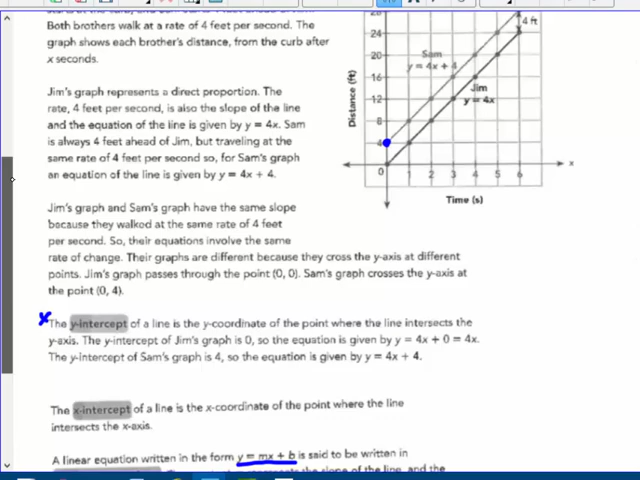 Both brothers walk at a rate of 4 feet per second. The
graph shows each brother's distance, from the curb after
x seconds.
Jim's graph represents a direct proportion. The
rate, 4 feet per second, is also the slope of the line
and the equation of the line is given by y = 4x. Sam
is always 4 feet ahead of Jim, but traveling at the
same rate of 4 feet per second so, for Sam's graph
an equation of the line is given by y = 4x + 4.
Jim's graph and Sam's graph have the same slope
because they walked at the same rate of 4 feet
per second. So, their equations involve the same
rate of change. Their graphs are different because they cross the y-axis at different
points. Jim's graph passes through the point (0, 0). Sam's graph crosses the y-axis at
the point (0, 4).
The y-intercept of a line is the y-coordinate of the point where the line intersects the
y-axis. The y-intercept of Jim's graph is 0, so the equation is given by y = 4x + 0 = 4x.
The y-intercept of Sam's graph is 4, so the equation is given by y = 4x + 4.
The x-intercept of a line is the x-coordinate of the point where the line
intersects the x-axis.
A linear equation written in the form y = mx + b is said to be written in
28
24
20
16
12
8
4
0
1 2 3 4 5 6
x
Distance (ft)
Time (s)
4 ft
Sam
y = 4x + 4
Jim
y = 4x